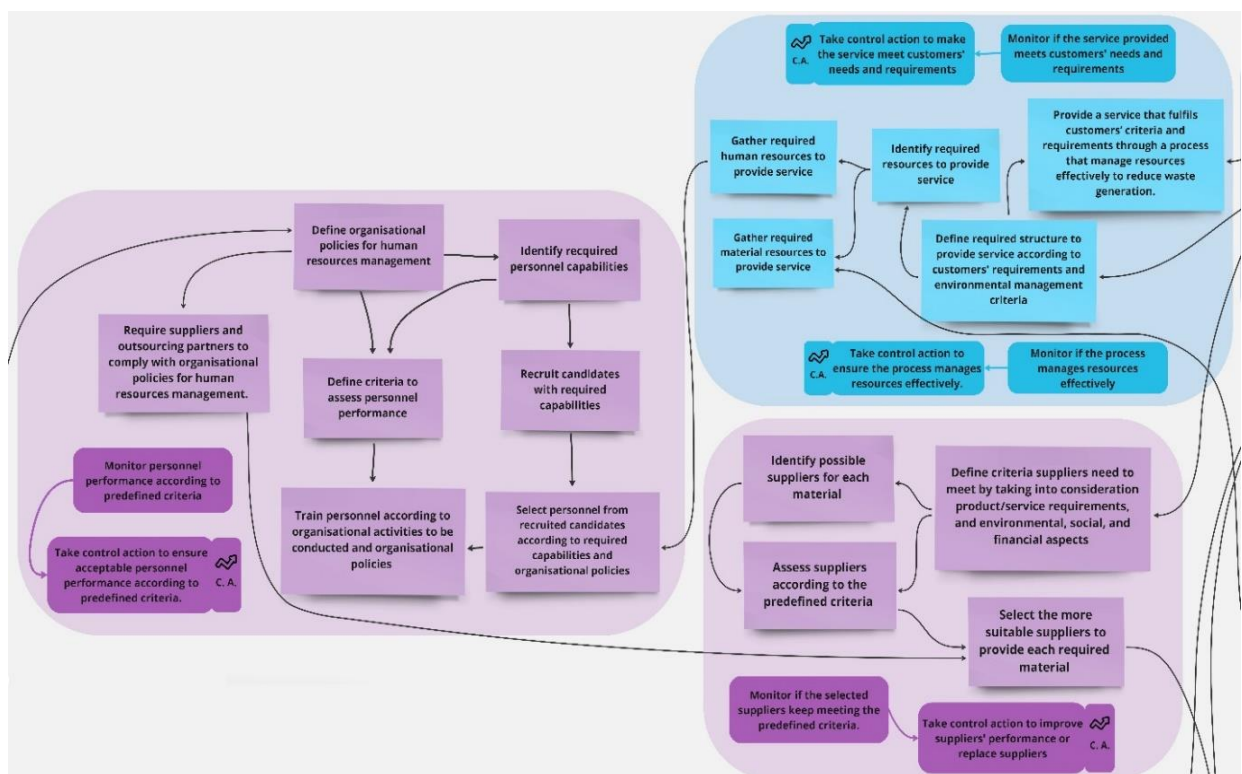 C.A.
Take control action to make
the service meet customers'
needs and requirements
Monitor if the service provided
meets customers' needs and
requirements
Gather required
human resources to
provide service
Identify required
resources to provide
service
Provide a service that fulfils
customers' criteria and
requirements through a process
that manage resources
effectively to reduce waste
generation.
Gather required
material resources to
provide service
Define required structure to
provide service according to
customers' requirements and
environmental management
criteria
C.A.
Take control action to
ensure the process manages
resources effectively.
Monitor if the process
manages resources
effectively
Define organisational
policies for human
resources management
Identify recquired
personnel capabilities
Require suppliers and
outsourcing partners to
comply with organisational
policies for human
resources management.
Define criteria to
assess personnel
performance
Recruit candidates
with required
capabilities
Monitor personnel
performance according to
predefined criteria
Train personnel according to
organisational activities to be
conducted and organisational
policies
Select personnel from
recruited candidates
according to required
capabilities and
organisational policies
Take control action to ensure
acceptable personnel
performance according to
predefined criteria.
C. A.
Identify possible
suppliers for each
material
Define criteria suppliers need to
meet by taking into consideration
product/service requirements,
and environmental, social, and
financial aspects
Assess suppliers
according to the
predefined criteria
Select the more
suitable suppliers to
provide each required
material
Monitor if the selected
suppliers keep meeting the
predefined criteria.
Take control action to improve
suppliers' performance or
replace suppliers
C. A.